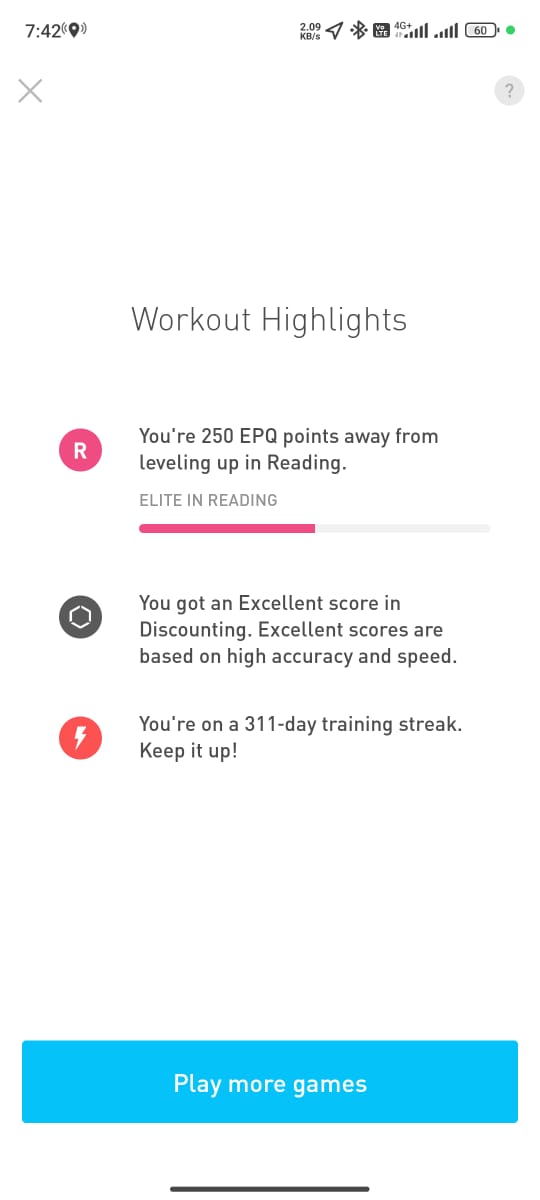 7:42
2.09
KB/s
Vo
LTE
4G+
60
?
Workout Highlights
R
You're 250 EPQ points away from
leveling up in Reading.
ELITE IN READING
You got an Excellent score in
Discounting. Excellent scores are
based on high accuracy and speed.
You're on a 311-day training streak.
Keep it up!
Play more games